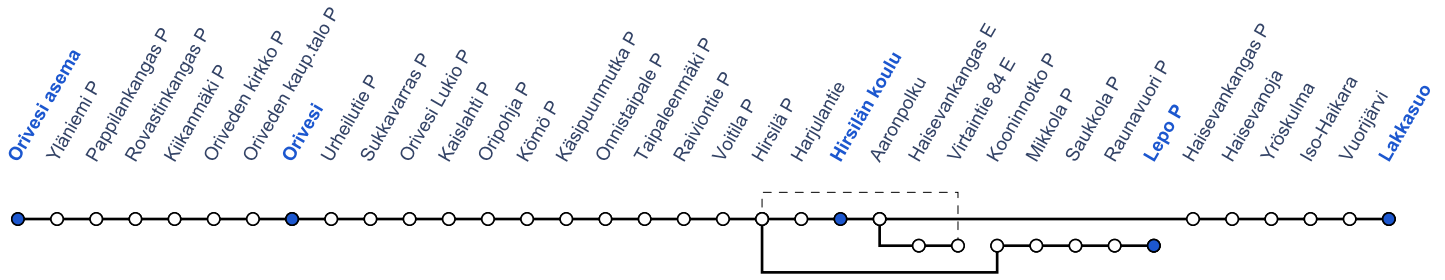 Orivesi asema
Yläniemi P
Pappilankangas P
Rovastinkangas P
Kiikanmäki P
Oriveden kirkko P
Oriveden kaup.talo P
Orivesi
Urheilutie P
Sukkavarras P
Orivesi Lukio P
Kaislahti P
Oripohja P
Kömö P
Käsipuunmutka P
Onnistaipale P
Taipaleenmäki P
Raiviontie P
Voitila P
Hirsilä P
Harjulantie
Hirsilän koulu
Aaronpolku
Haisevankangas E
Virtaintie 84 E
Kooninnotko P
Mikkola P
Saukkola P
Raunavuori P
Lepo P
Haisevankangas P
Haisevanoja
Yröskulma
Iso-Haikara
Vuorijärvi
Lakkasuo